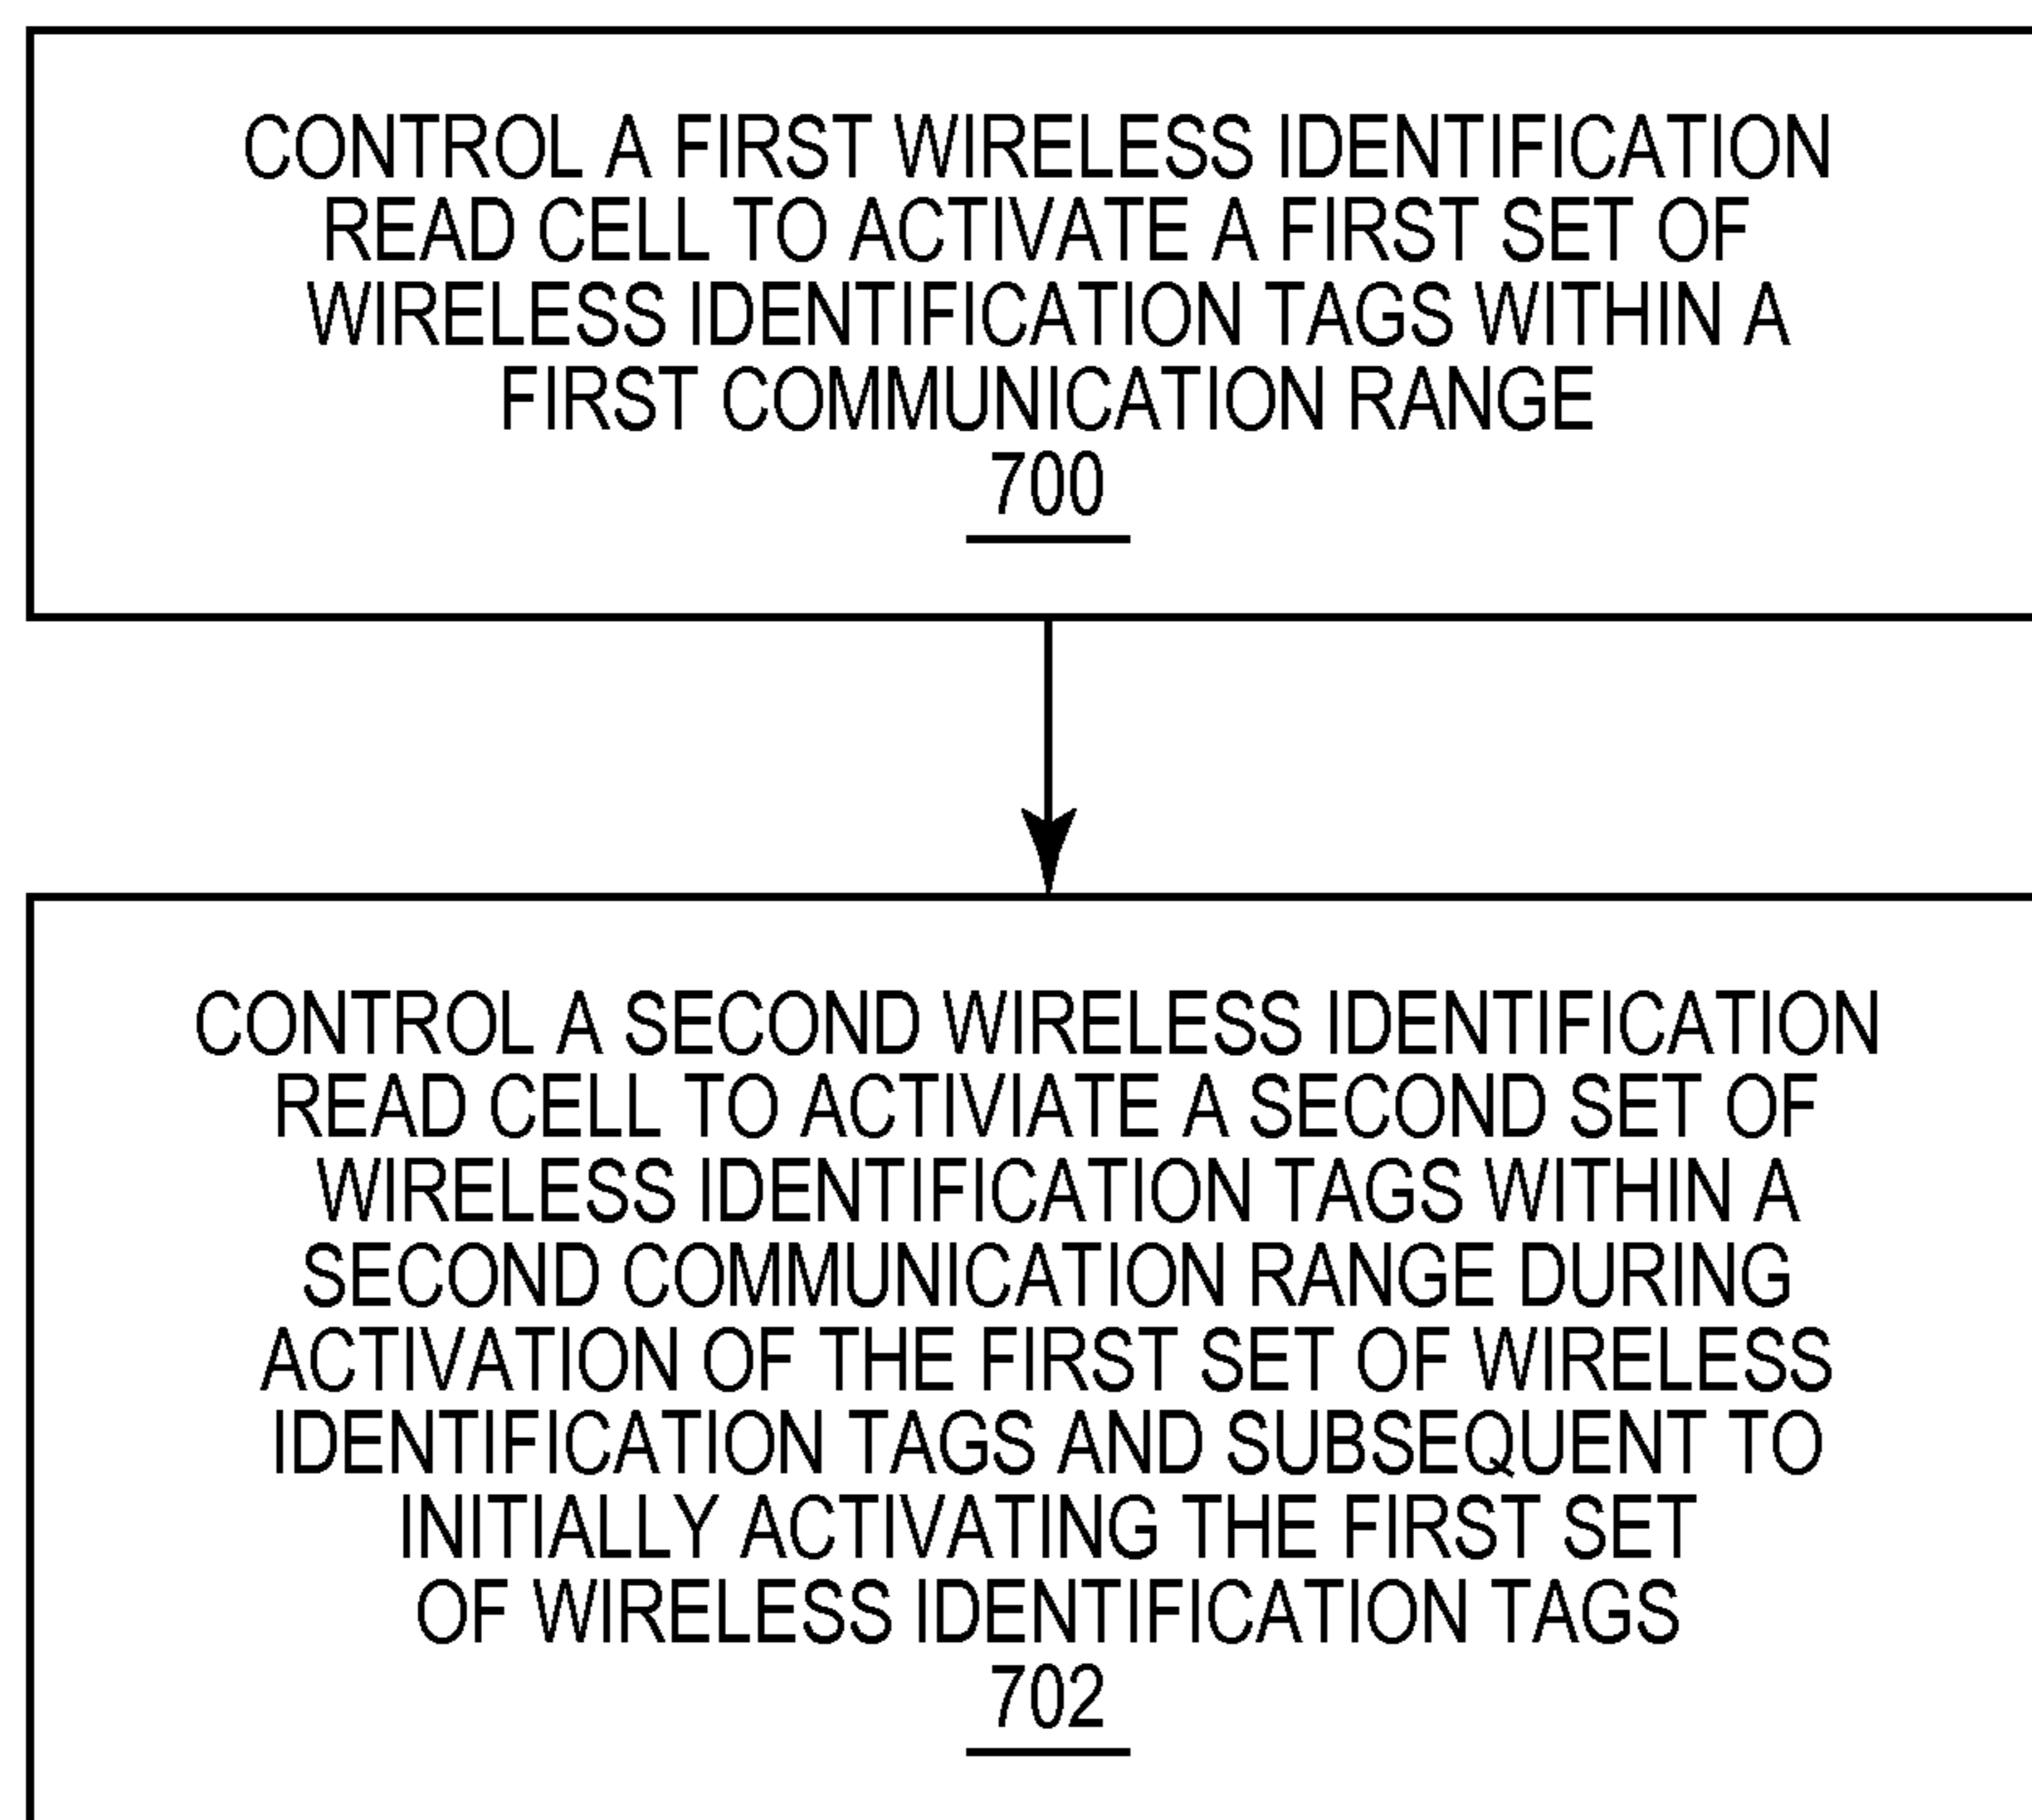 CONTROL A FIRST WIRELESS IDENTIFICATION
READ CELL TO ACTIVATE A FIRST SET OF
WIRELESS IDENTIFICATION TAGS WITHIN A
FIRST COMMUNICATION RANGE
700
CONTROL A SECOND WIRELESS IDENTIFICATION
READ CELL TO ACTIVIATE A SECOND SET OF
WIRELESS IDENTIFICATION TAGS WITHIN A
SECOND COMMUNICATION RANGE DURING
ACTIVATION OF THE FIRST SET OF WIRELESS
IDENTIFICATION TAGS AND SUBSEQUENT TO
INITIALLY ACTIVATING THE FIRST SET
OF WIRELESS IDENTIFICATION TAGS
702